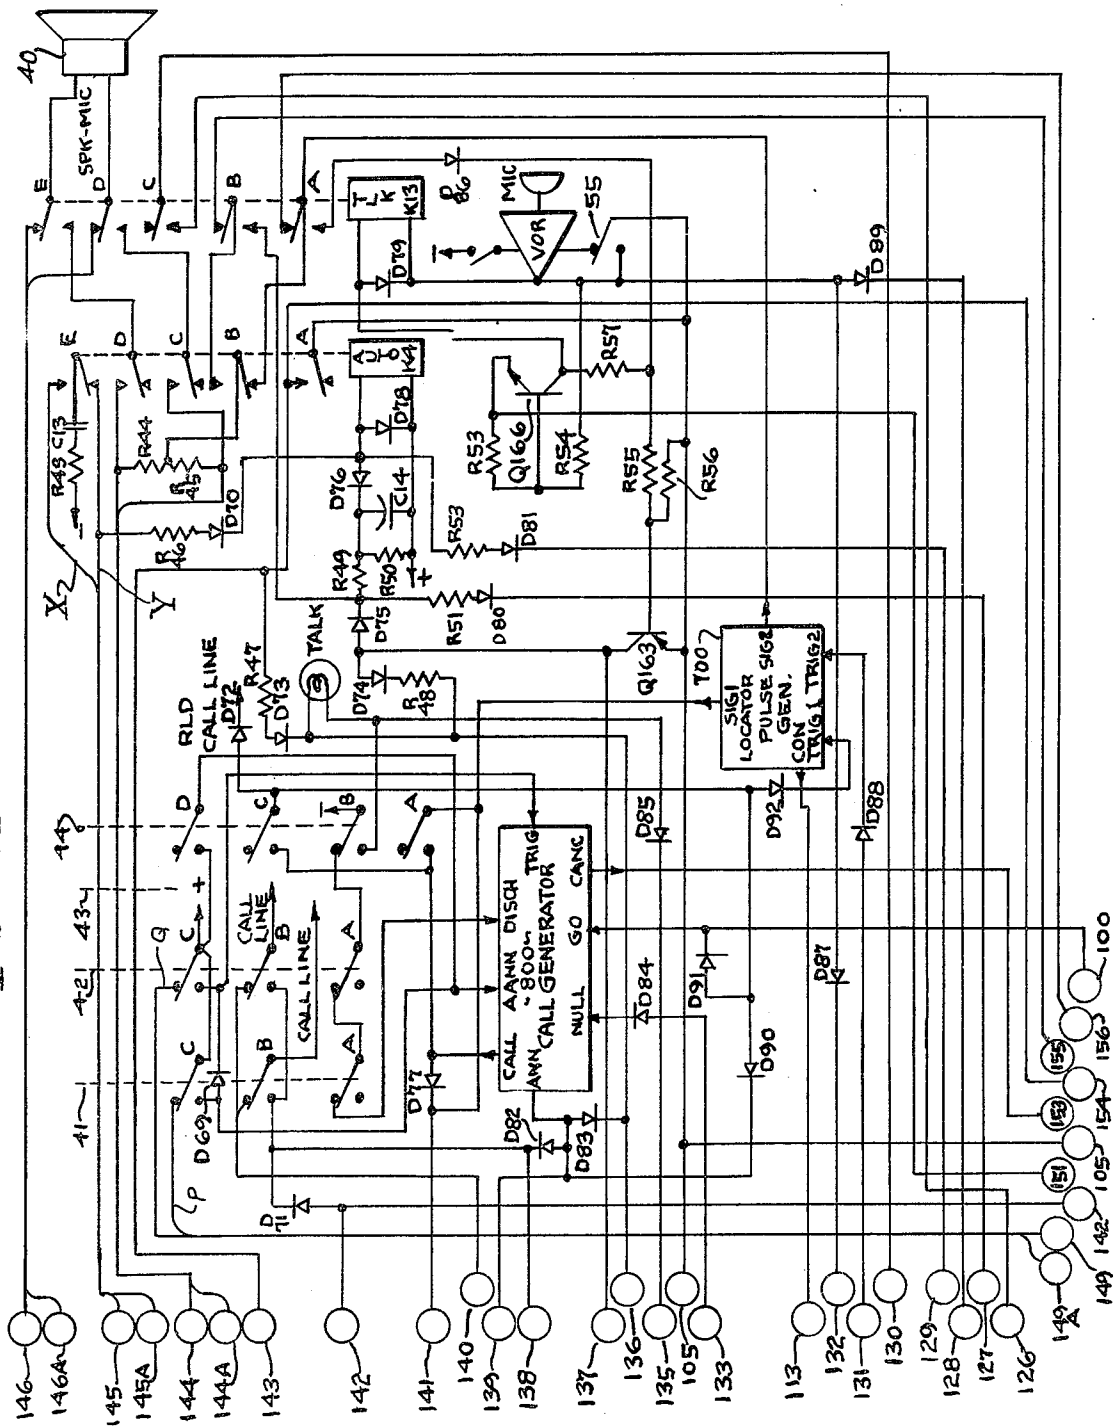 40
SPK-MIC
E
D
C
B
A
TLK
K13
D86
MIC
VOR
55
D79
D89
E
D
C
B
A
AUTO
K4
R43
C13
R44
R45
R46
D70
X
Y
D76
D78
C14
R49
R50
+
R53
D81
R53
Q166
R54
R57
R55
R56
R51
D80
D75
TALK
R47
D73
D74
R48
Q163
700
SIG1
SIG2
LOCATOR
PULSE
GEN.
CON
TRIG1
TRIG2
RLD
CALL LINE
D72
44
43
42
41
D
C
B
A
+
Q
C
CALL
LINE
B
A
CALL LINE
C
B
A
D69
P
D71
D77
CALL
AANN
DISCH
TRIG
~800~
CALL GENERATOR
ANN
NULL
GO
CANC
D82
D83
D84
D85
D92
D88
D87
D91
D90
146
146A
145
145A
144
144A
143
142
141
140
139
138
137
136
135
105
133
113
132
131
130
129
128
127
126
100
156
155
154
153
105
151
142
149
149A